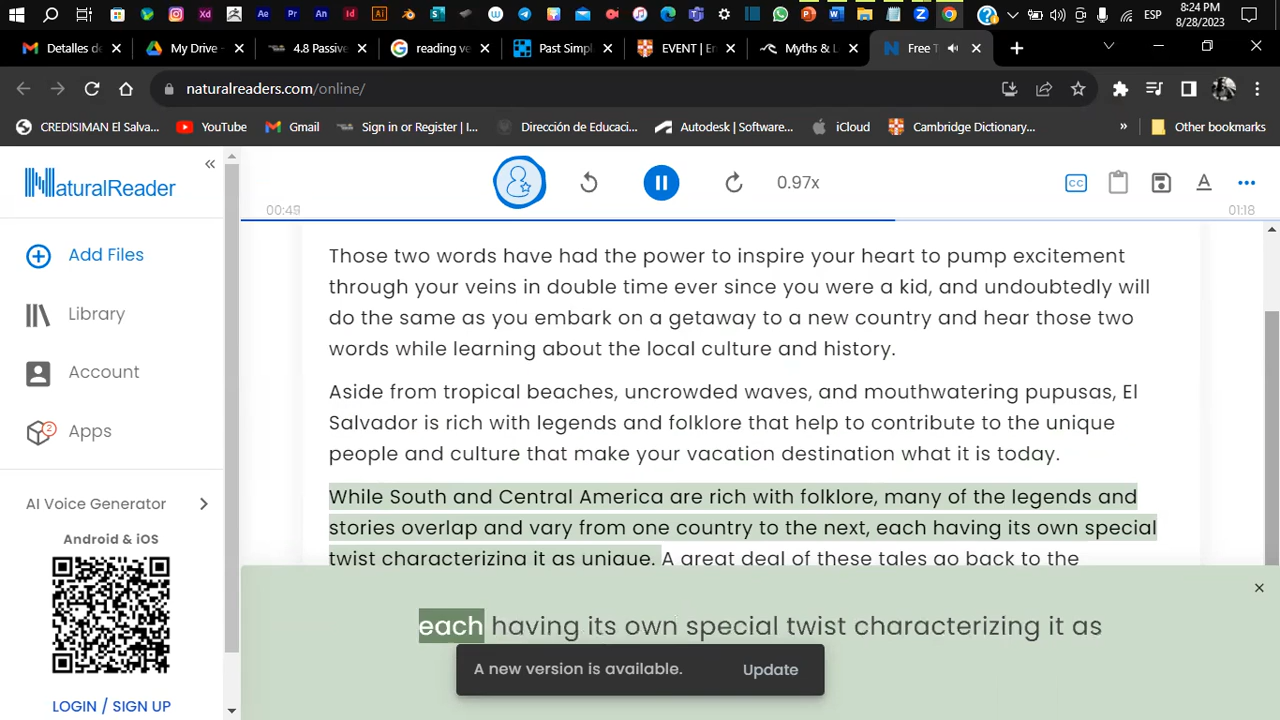 8:24 PM
ESP
8/28/2023
Detalles de
My Drive -
4.8 Passive
reading ve
Past Simpl
EVENT | En
Myths & L
Free T
naturalreaders.com/online/
CREDISIMAN El Salva...
YouTube
Gmail
Sign in or Register | I...
Dirección de Educaci...
Autodesk | Software...
iCloud
Cambridge Dictionary...
»
Other bookmarks
NaturalReader
«
0.97x
CC
A
00:45
01:18
Add Files
Library
Account
Apps
2
AI Voice Generator
Android & iOS
LOGIN / SIGN UP
Those two words have had the power to inspire your heart to pump excitement
through your veins in double time ever since you were a kid, and undoubtedly will
do the same as you embark on a getaway to a new country and hear those two
words while learning about the local culture and history.
Aside from tropical beaches, uncrowded waves, and mouthwatering pupusas, El
Salvador is rich with legends and folklore that help to contribute to the unique
people and culture that make your vacation destination what it is today.
While South and Central America are rich with folklore, many of the legends and
stories overlap and vary from one country to the next, each having its own special
twist characterizing it as unique. A great deal of these tales go back to the
each having its own special twist characterizing it as
A new version is available.
Update